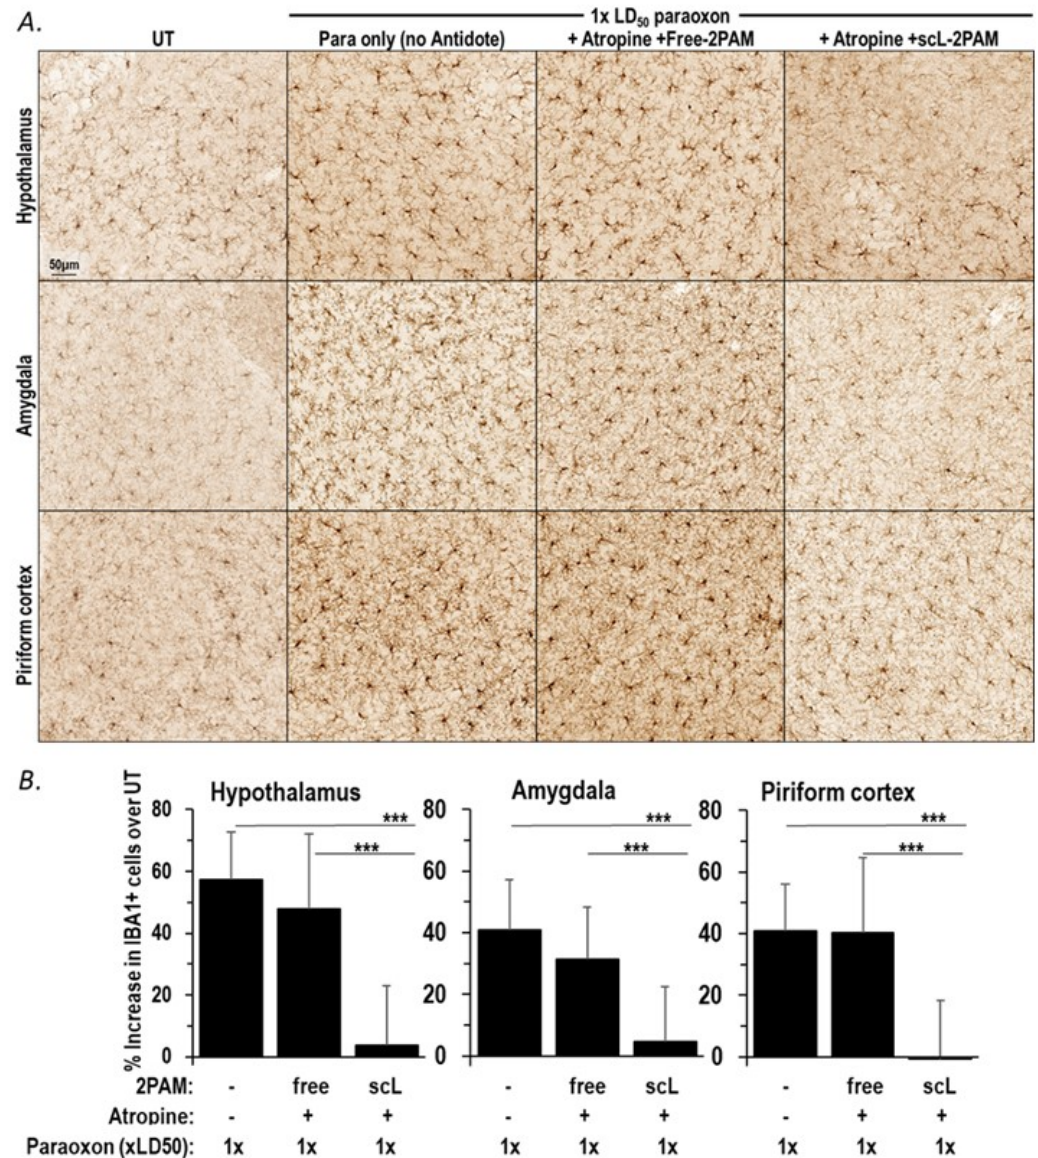 A.
1x LD50 paraoxon
UT
Para only (no Antidote)
+ Atropine +Free-2PAM
+ Atropine +scL-2PAM
Hypothalamus
50µm
Amygdala
Piriform cortex
B.
% Increase in IBA1+ cells over UT
Hypothalamus
80
60
40
20
0
***
***
Amygdala
80
60
40
20
0
***
***
Piriform cortex
80
60
40
20
0
***
***
2PAM: - free scL - free scL - free scL
Atropine: - + + - + + - + +
Paraoxon (xLD50): 1x 1x 1x 1x 1x 1x 1x 1x 1x